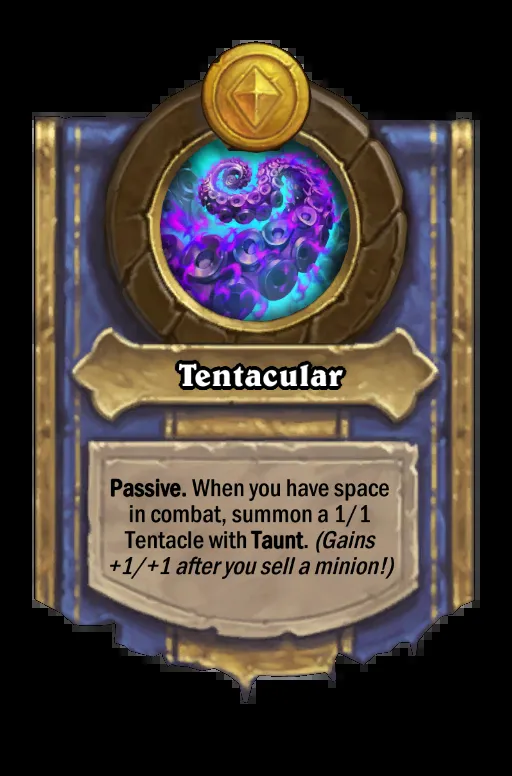 Tentacular
Passive. When you have space
in combat, summon a 1/1
Tentacle with Taunt. (Gains
+1/+1 after you sell a minion!)